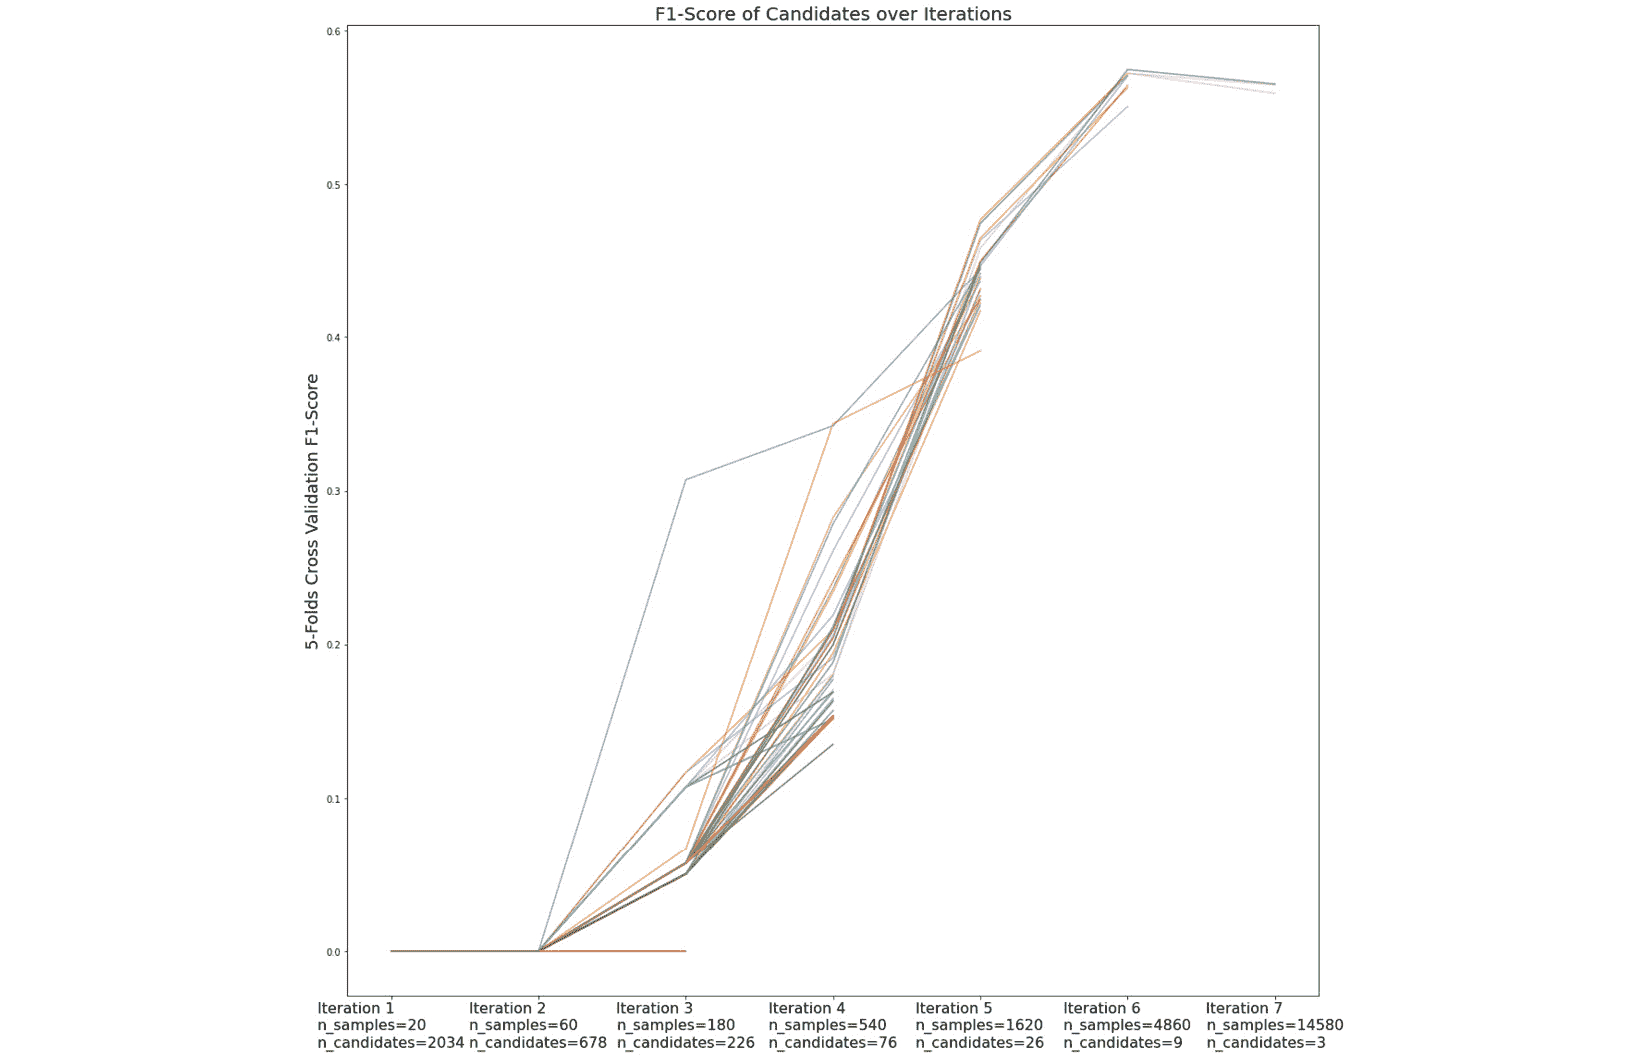 F1-Score of Candidates over Iterations
0.6
0.5
0.4
0.3
0.2
0.1
0.0
5-Folds Cross Validation F1-Score
Iteration 1
n_samples=20
n_candidates=2034
Iteration 2
n_samples=60
n_candidates=678
Iteration 3
n_samples=180
n_candidates=226
Iteration 4
n_samples=540
n_candidates=76
Iteration 5
n_samples=1620
n_candidates=26
Iteration 6
n_samples=4860
n_candidates=9
Iteration 7
n_samples=14580
n_candidates=3